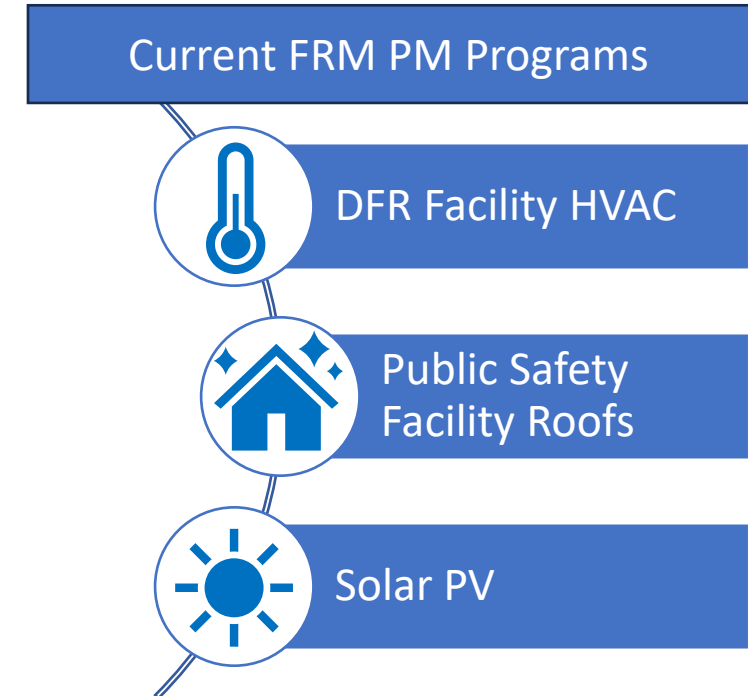 Current FRM PM Programs
DFR Facility HVAC
Public Safety
Facility Roofs
Solar PV